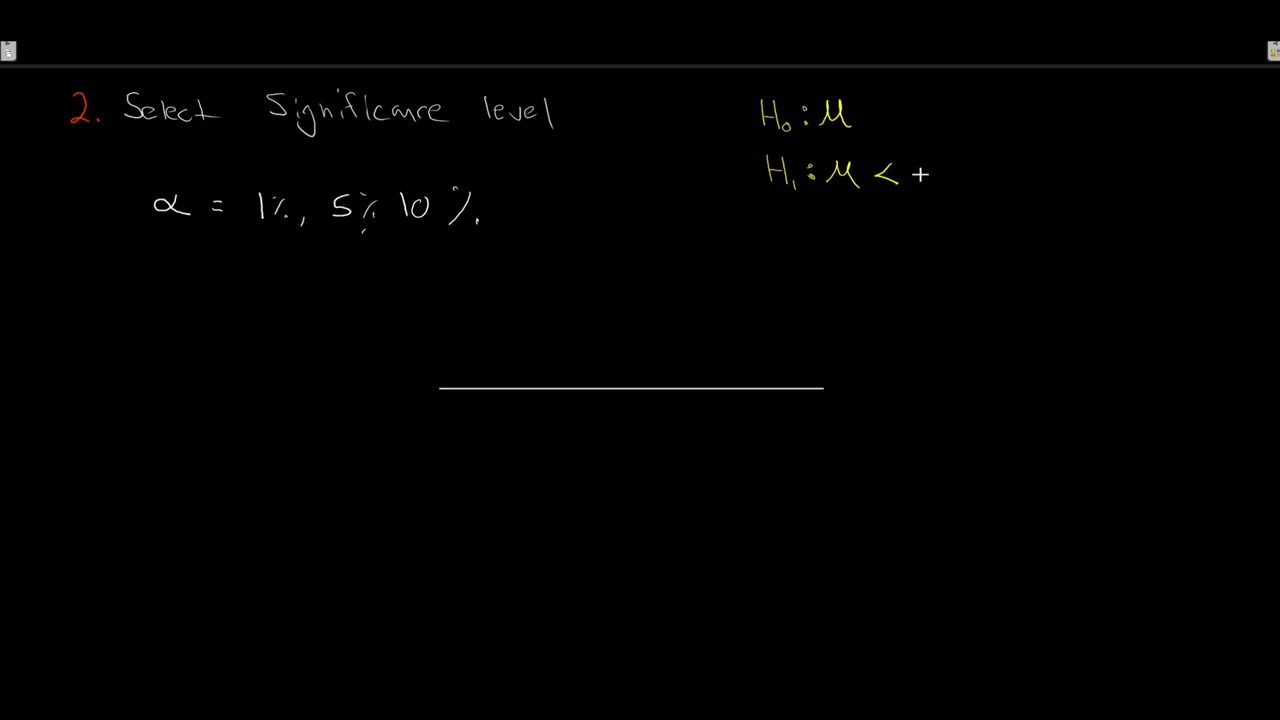 2. Select Significance level
H₀ : μ
H₁ : μ <
α = 1%, 5% 10%.